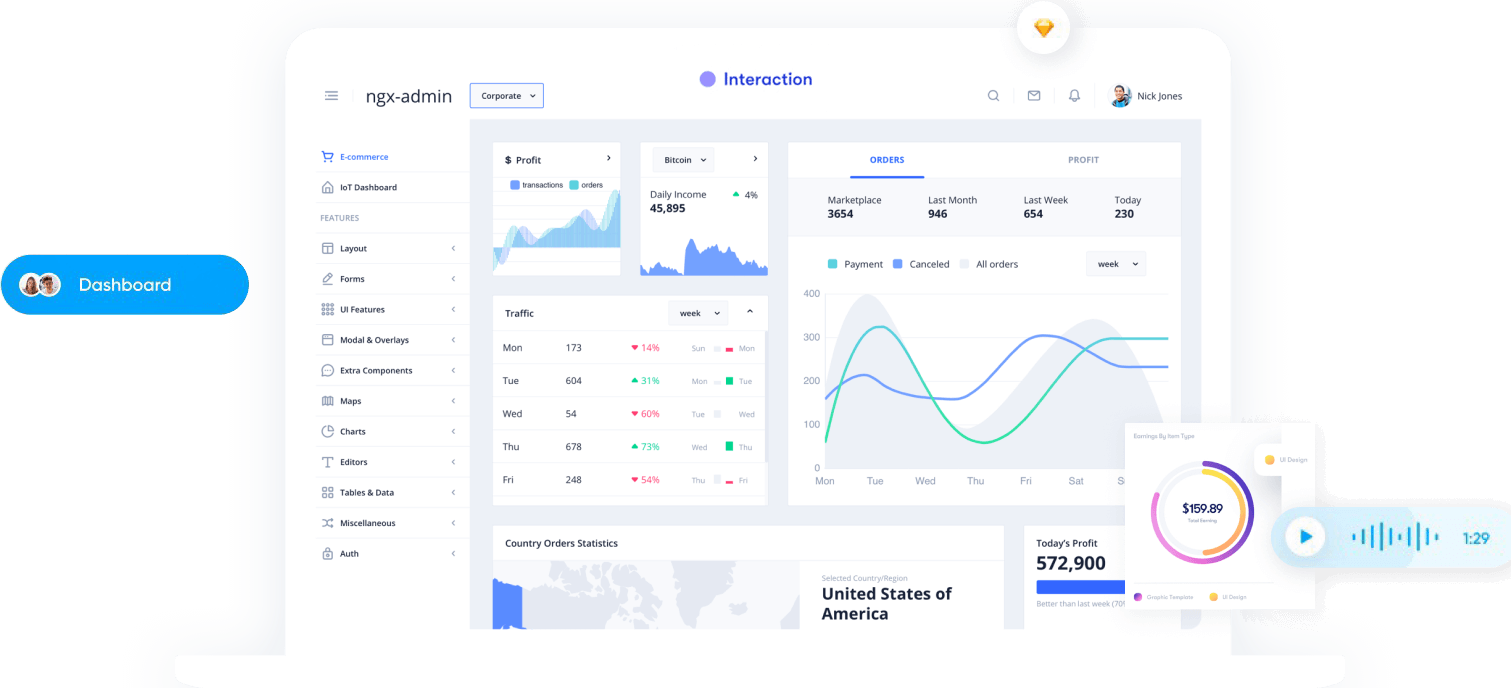 Interaction
ngx-admin
Corporate
Nick Jones
E-commerce
IoT Dashboard
FEATURES
Layout
Forms
UI Features
Modal & Overlays
Extra Components
Maps
Charts
Editors
Tables & Data
Miscellaneous
Auth
Dashboard
$ Profit
transactions orders
Bitcoin
Daily Income 4%
45,895
ORDERS PROFIT
Marketplace Last Month Last Week Today
3654 946 654 230
Payment Canceled All orders week
400
300
200
100
0
Mon Tue Wed Thu Fri Sat S
Traffic week
Mon 173 14% Sun Mon
Tue 604 31% Mon Tue
Wed 54 60% Tue Wed
Thu 678 73% Wed Thu
Fri 248 54% Thu Fri
Country Orders Statistics
Selected Country/Region
United States of
America
Today's Profit
572,900
Better than last week (70%
Earnings By Item Type
UI Design
$159.89
Total Earning
Graphic Template UI Design
1:29